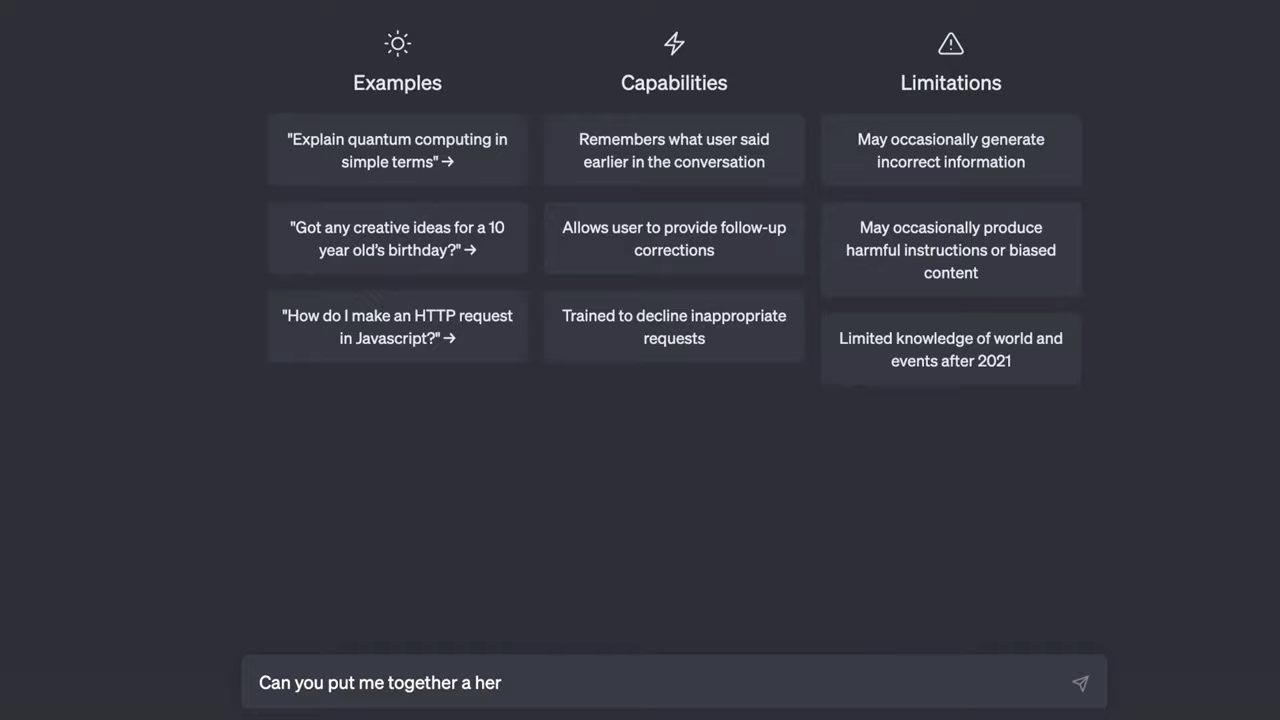 Examples
"Explain quantum computing in
simple terms" →
"Got any creative ideas for a 10
year old's birthday?" →
"How do I make an HTTP request
in Javascript?" →
Capabilities
Remembers what user said
earlier in the conversation
Allows user to provide follow-up
corrections
Trained to decline inappropriate
requests
Limitations
May occasionally generate
incorrect information
May occasionally produce
harmful instructions or biased
content
Limited knowledge of world and
events after 2021
Can you put me together a her